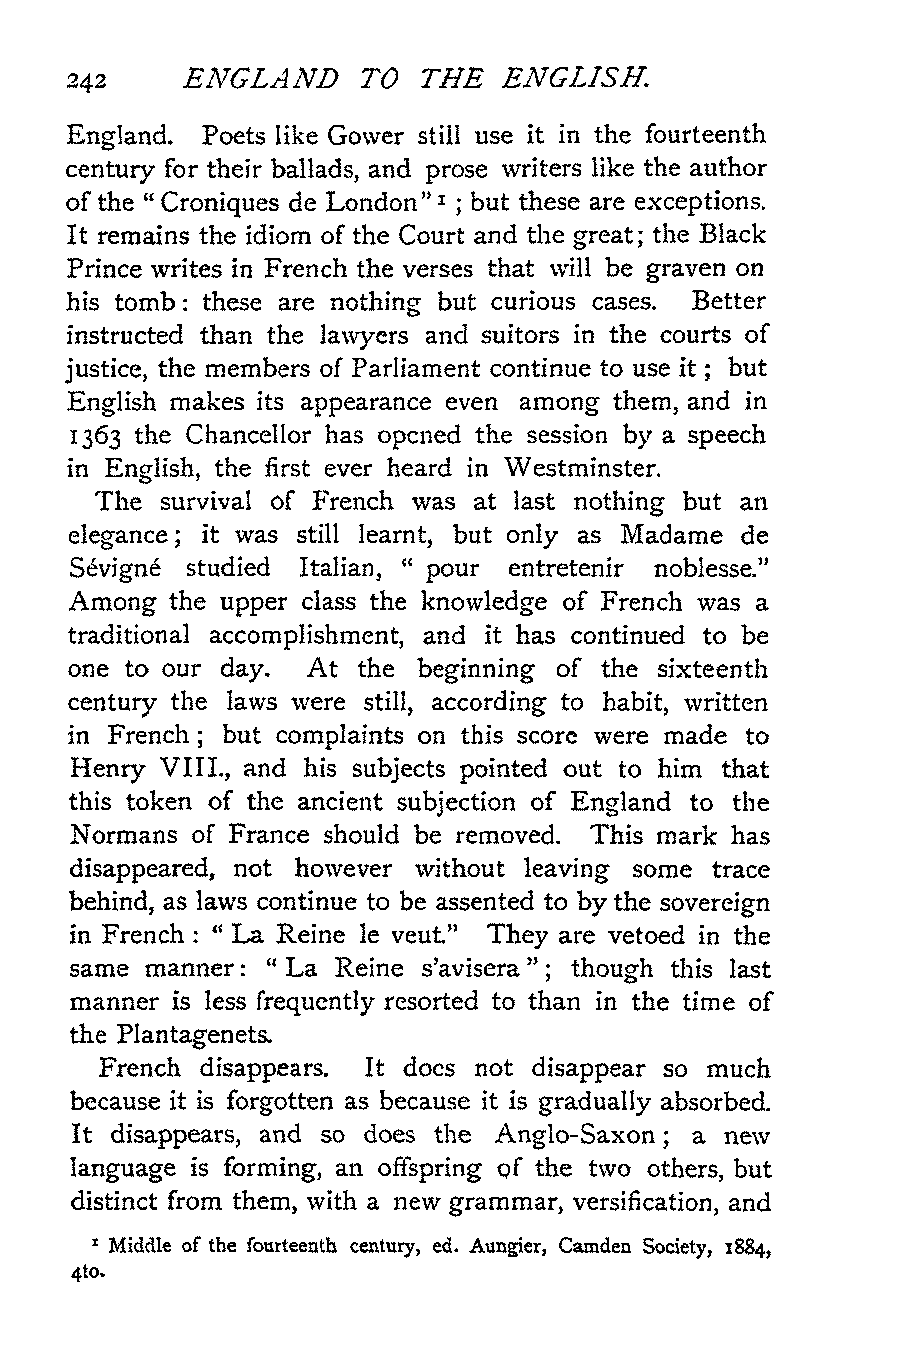 242 ENGLAND TO THE ENGLISH.
England. Poets like Gower still use it in the fourteenth
century for their ballads, and prose writers like the author
of the “Croniques de London” ¹ ; but these are exceptions.
It remains the idiom of the Court and the great; the Black
Prince writes in French the verses that will be graven on
his tomb: these are nothing but curious cases. Better
instructed than the lawyers and suitors in the courts of
justice, the members of Parliament continue to use it ; but
English makes its appearance even among them, and in
1363 the Chancellor has opened the session by a speech
in English, the first ever heard in Westminster.
The survival of French was at last nothing but an
elegance ; it was still learnt, but only as Madame de
Sévigné studied Italian, “ pour entretenir noblesse.”
Among the upper class the knowledge of French was a
traditional accomplishment, and it has continued to be
one to our day. At the beginning of the sixteenth
century the laws were still, according to habit, written
in French ; but complaints on this score were made to
Henry VIII., and his subjects pointed out to him that
this token of the ancient subjection of England to the
Normans of France should be removed. This mark has
disappeared, not however without leaving some trace
behind, as laws continue to be assented to by the sovereign
in French : “ La Reine le veut.” They are vetoed in the
same manner: “ La Reine s’avisera ” ; though this last
manner is less frequently resorted to than in the time of
the Plantagenets.
French disappears. It does not disappear so much
because it is forgotten as because it is gradually absorbed.
It disappears, and so does the Anglo-Saxon ; a new
language is forming, an offspring of the two others, but
distinct from them, with a new grammar, versification, and
¹ Middle of the fourteenth century, ed. Aungier, Camden Society, 1884,
4to.